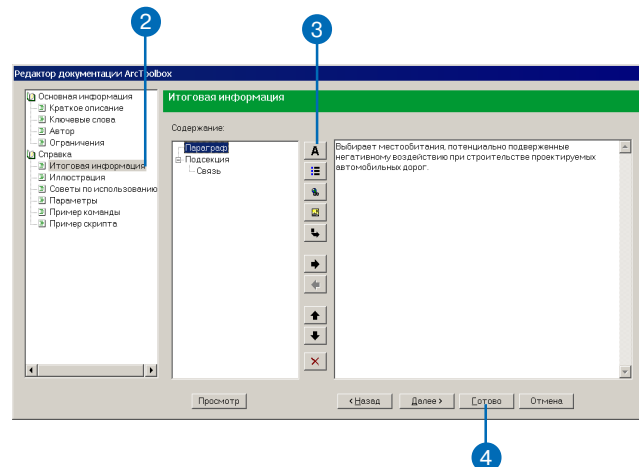 2
3
Редактор документации ArcToolbox
Основная информация
Краткое описание
Ключевые слова
Автор
Ограничения
Справка
Итоговая информация
Иллюстрация
Советы по использованию
Параметры
Пример команды
Пример скрипта
Итоговая информация
Содержание:
Параграф
Подсекция
Связь
A
Выбирает местообитания, потенциально подверженные
негативному воздействию при строительстве проектируемых
автомобильных дорог.
Просмотр
< Назад
Далее >
Готово
Отмена
4